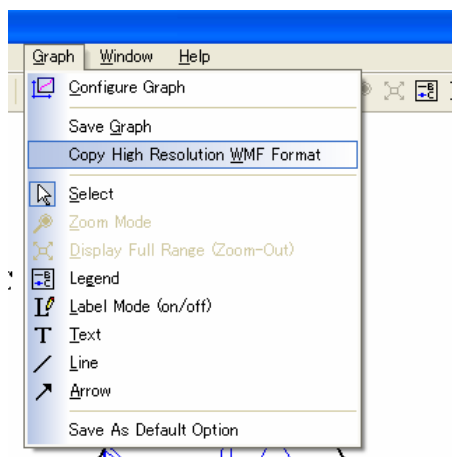 Graph Window Help
Configure Graph
Save Graph
Copy High Resolution WMF Format
Select
Zoom Mode
Display Full Range (Zoom-Out)
Legend
Label Mode (on/off)
Text
Line
Arrow
Save As Default Option